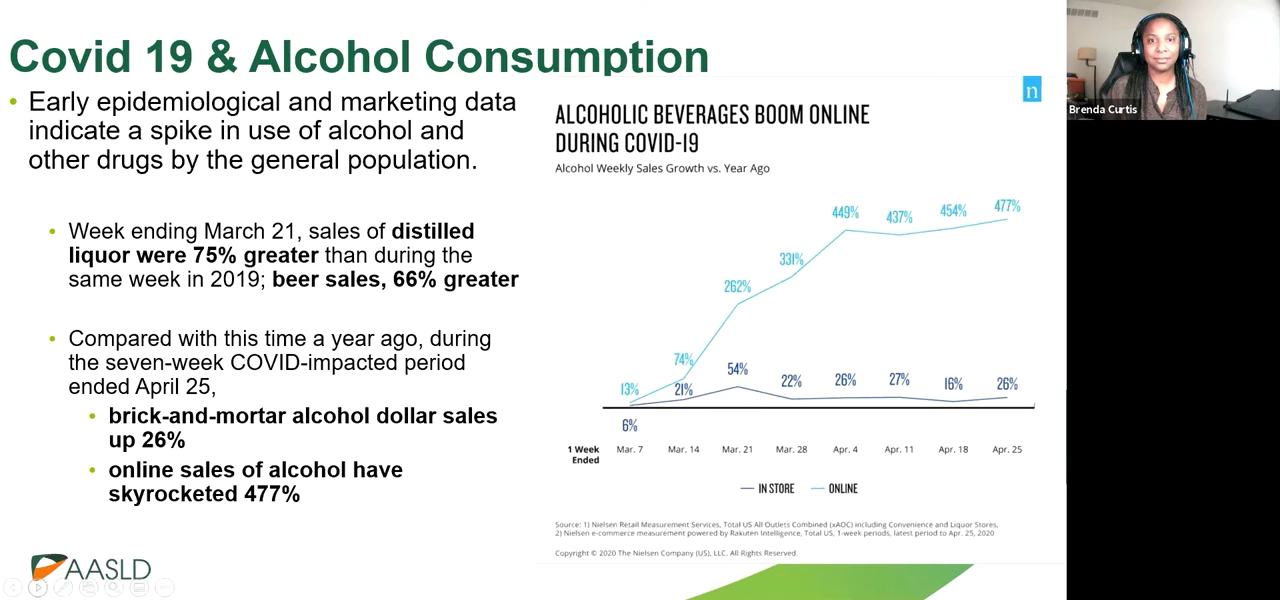 Covid 19 & Alcohol Consumption
• Early epidemiological and marketing data
indicate a spike in use of alcohol and
other drugs by the general population.
• Week ending March 21, sales of distilled
liquor were 75% greater than during the
same week in 2019; beer sales, 66% greater
• Compared with this time a year ago, during
the seven-week COVID-impacted period
ended April 25,
• brick-and-mortar alcohol dollar sales
up 26%
• online sales of alcohol have
skyrocketed 477%
AASLD
n
ALCOHOLIC BEVERAGES BOOM ONLINE
DURING COVID-19
Alcohol Weekly Sales Growth vs. Year Ago
13% 74% 262% 331% 449% 437% 454% 477%
6% 21% 54% 22% 26% 27% 16% 26%
1 Week
Ended
Mar. 7 Mar. 14 Mar. 21 Mar. 28 Apr. 4 Apr. 11 Apr. 18 Apr. 25
IN STORE ONLINE
Source: 1) Nielsen Retail Measurement Services, Total US All Outlets Combined (xAOC) including Convenience and Liquor Stores,
2) Nielsen e-commerce measurement powered by Rakuten Intelligence, Total US, 1-week periods, latest period to Apr. 25, 2020
Copyright © 2020 The Nielsen Company (US), LLC. All Rights Reserved.
Brenda Curtis